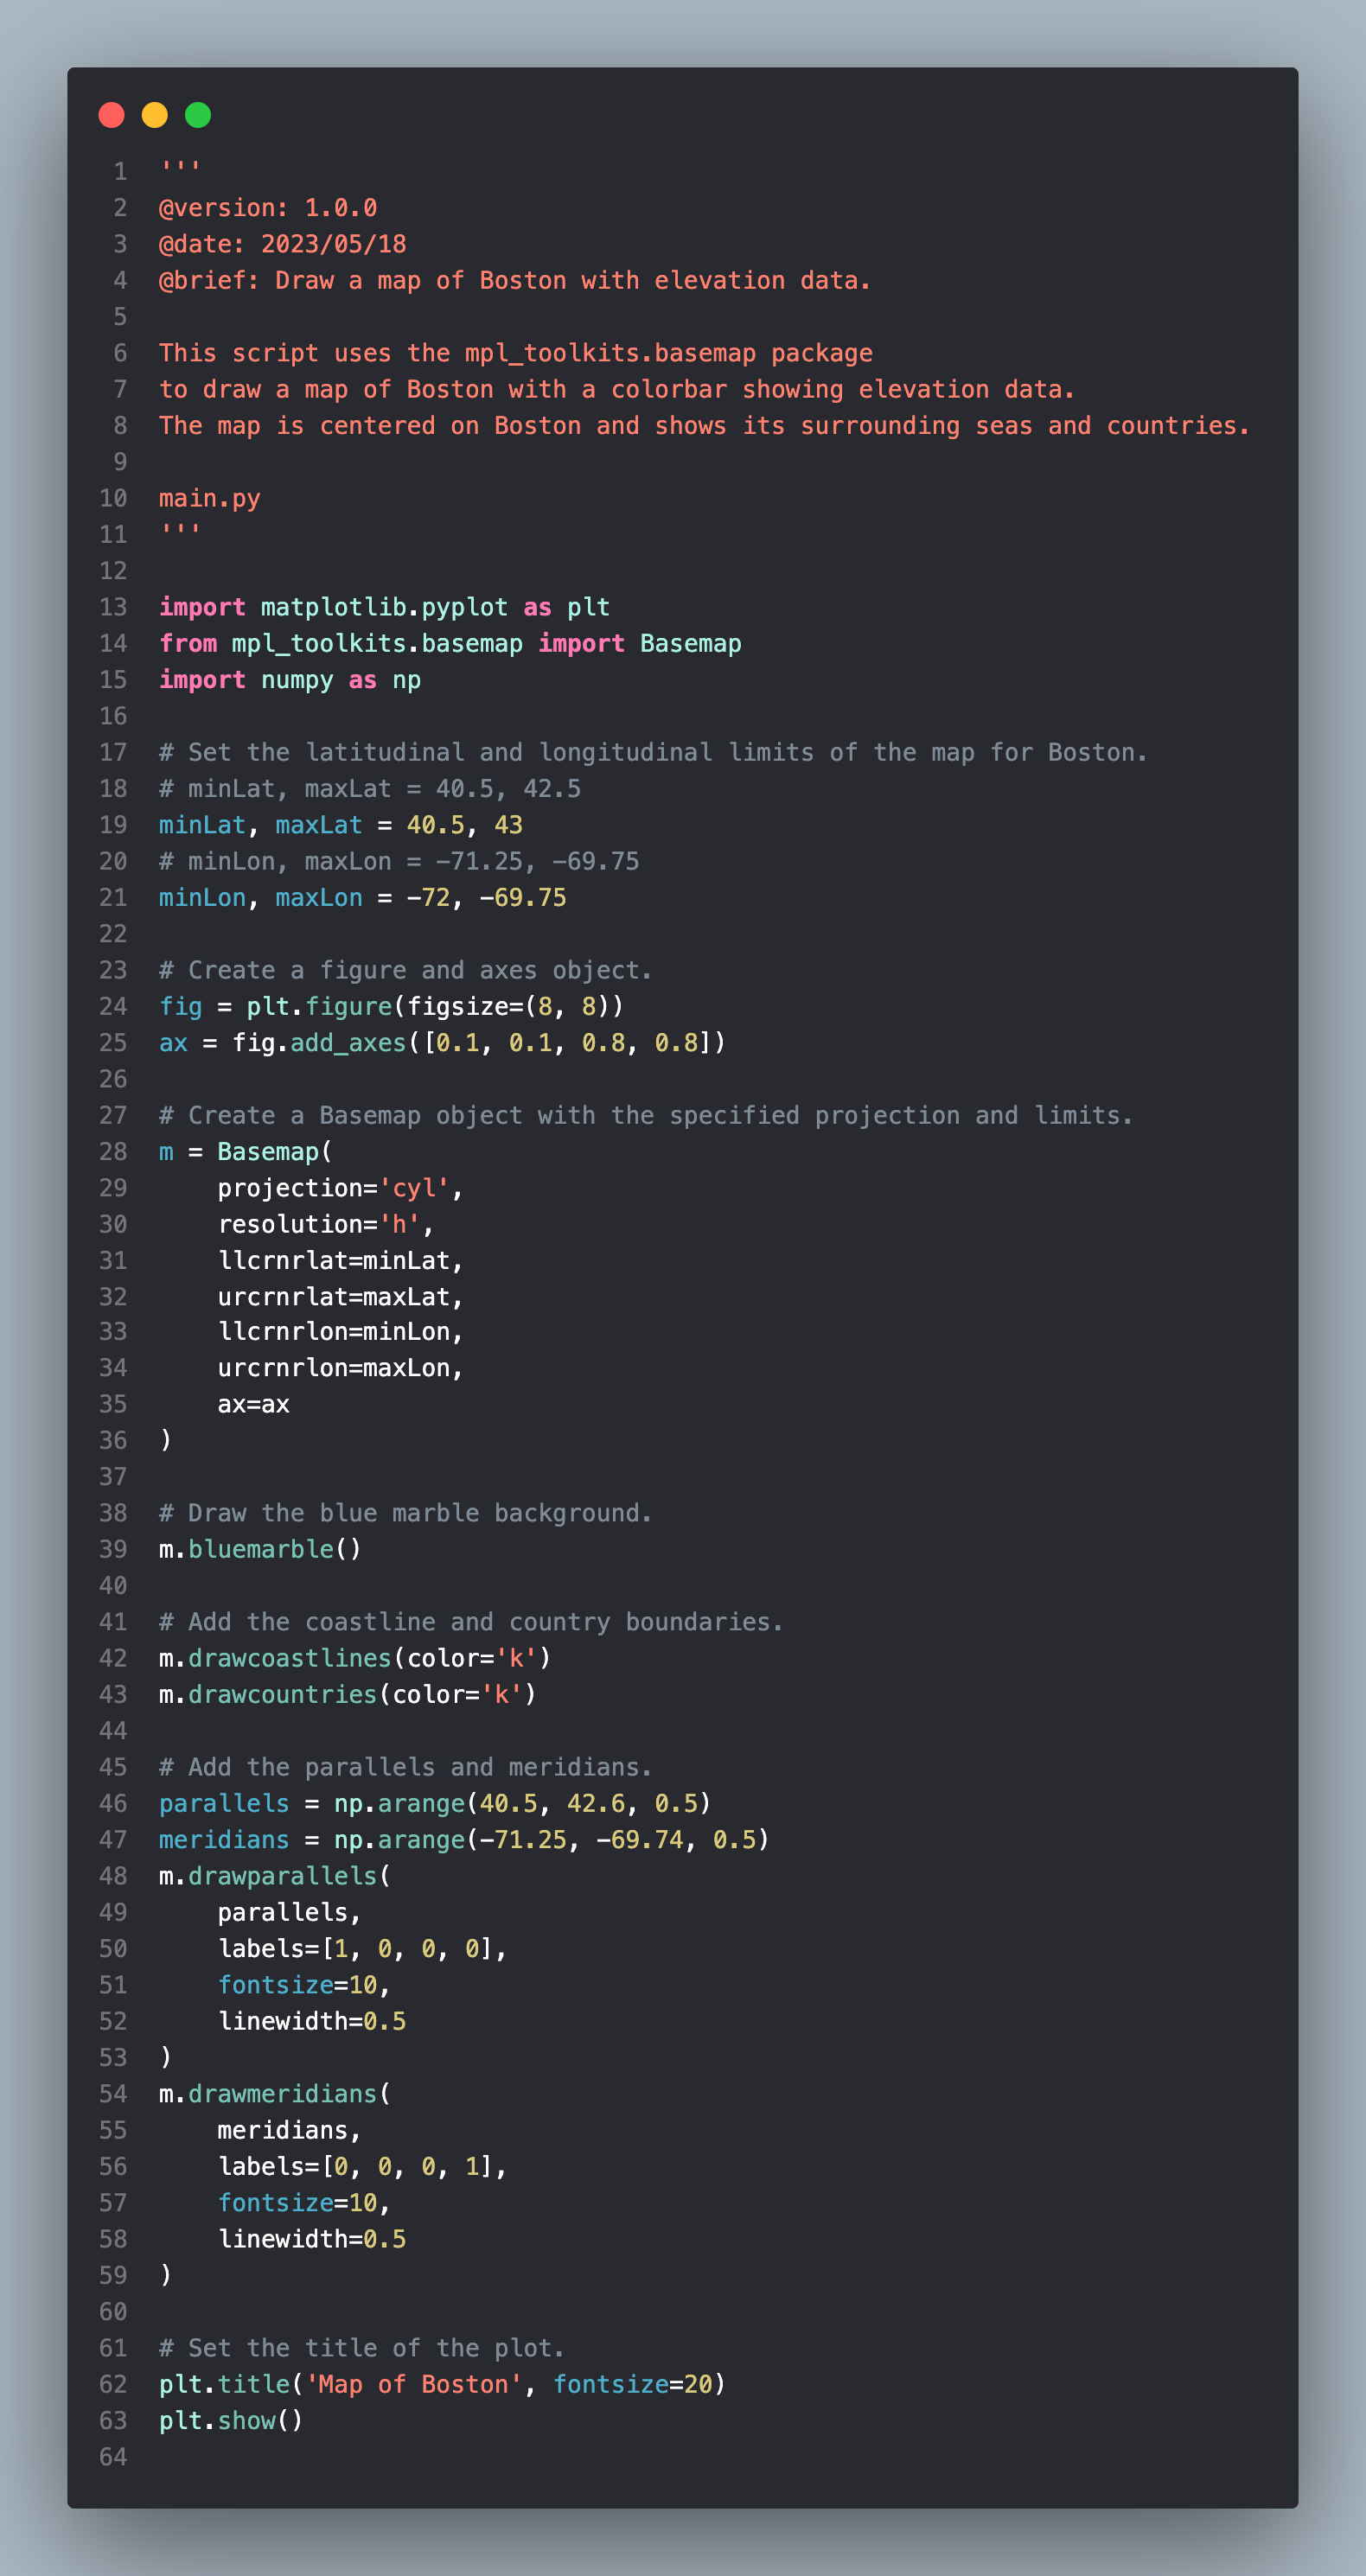 1 '''
2 @version: 1.0.0
3 @date: 2023/05/18
4 @brief: Draw a map of Boston with elevation data.
5
6 This script uses the mpl_toolkits.basemap package
7 to draw a map of Boston with a colorbar showing elevation data.
8 The map is centered on Boston and shows its surrounding seas and countries.
9
10 main.py
11 '''
12
13 import matplotlib.pyplot as plt
14 from mpl_toolkits.basemap import Basemap
15 import numpy as np
16
17 # Set the latitudinal and longitudinal limits of the map for Boston.
18 # minLat, maxLat = 40.5, 42.5
19 minLat, maxLat = 40.5, 43
20 # minLon, maxLon = -71.25, -69.75
21 minLon, maxLon = -72, -69.75
22
23 # Create a figure and axes object.
24 fig = plt.figure(figsize=(8, 8))
25 ax = fig.add_axes([0.1, 0.1, 0.8, 0.8])
26
27 # Create a Basemap object with the specified projection and limits.
28 m = Basemap(
29     projection='cyl',
30     resolution='h',
31     llcrnrlat=minLat,
32     urcrnrlat=maxLat,
33     llcrnrlon=minLon,
34     urcrnrlon=maxLon,
35     ax=ax
36 )
37
38 # Draw the blue marble background.
39 m.bluemarble()
40
41 # Add the coastline and country boundaries.
42 m.drawcoastlines(color='k')
43 m.drawcountries(color='k')
44
45 # Add the parallels and meridians.
46 parallels = np.arange(40.5, 42.6, 0.5)
47 meridians = np.arange(-71.25, -69.74, 0.5)
48 m.drawparallels(
49     parallels,
50     labels=[1, 0, 0, 0],
51     fontsize=10,
52     linewidth=0.5
53 )
54 m.drawmeridians(
55     meridians,
56     labels=[0, 0, 0, 1],
57     fontsize=10,
58     linewidth=0.5
59 )
60
61 # Set the title of the plot.
62 plt.title('Map of Boston', fontsize=20)
63 plt.show()
64